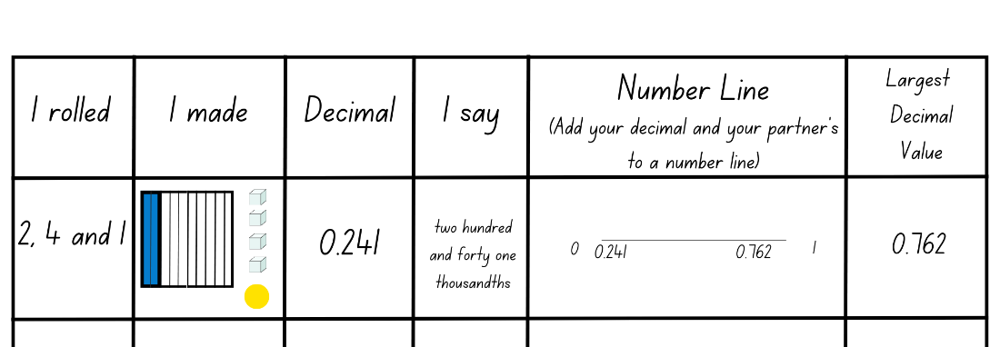 I rolled
I made
Decimal
I say
Number Line
(Add your decimal and your partner's
to a number line)
Largest
Decimal
Value
2, 4 and 1
0.241
two hundred
and forty one
thousandths
0 0.241 0.762 1
0.762